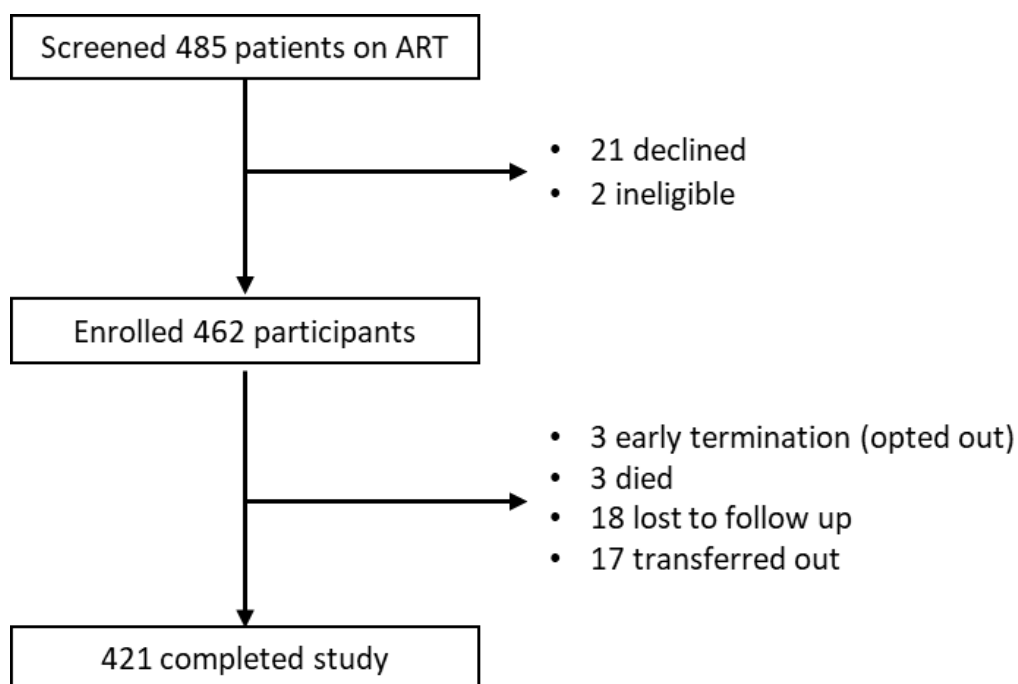 Screened 485 patients on ART
• 21 declined
• 2 ineligible
Enrolled 462 participants
• 3 early termination (opted out)
• 3 died
• 18 lost to follow up
• 17 transferred out
421 completed study